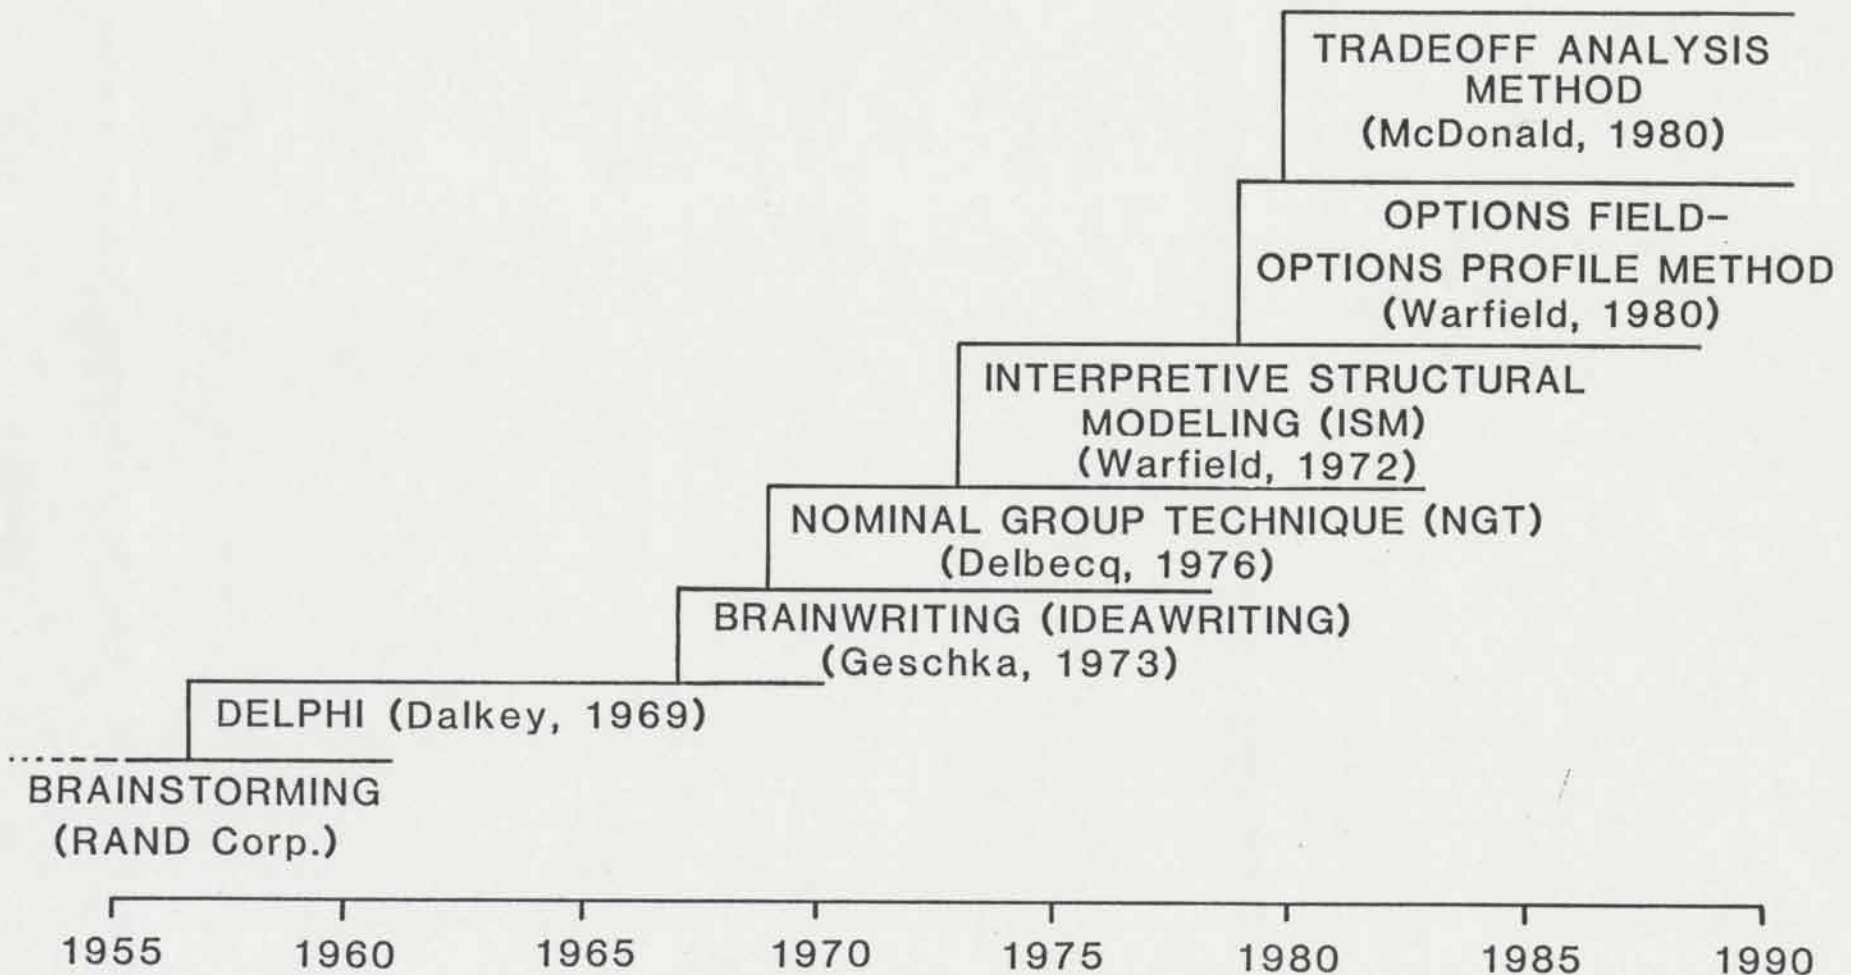 TRADEOFF ANALYSIS
METHOD
(McDonald, 1980)
OPTIONS FIELD-
OPTIONS PROFILE METHOD
(Warfield, 1980)
INTERPRETIVE STRUCTURAL
MODELING (ISM)
(Warfield, 1972)
NOMINAL GROUP TECHNIQUE (NGT)
(Delbecq, 1976)
BRAINWRITING (IDEAWRITING)
(Geschka, 1973)
DELPHI (Dalkey, 1969)
BRAINSTORMING
(RAND Corp.)
1955 1960 1965 1970 1975 1980 1985 1990